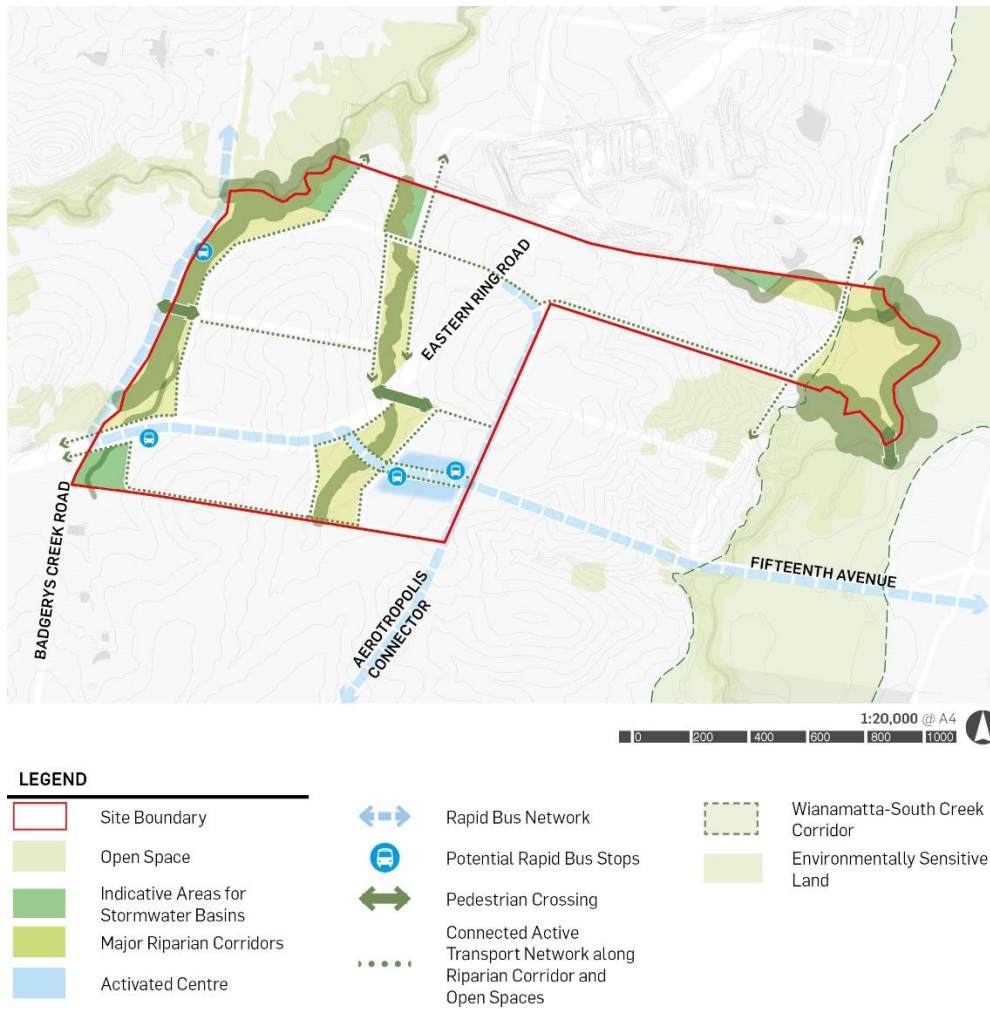 EASTERN RING ROAD
BADGERYS CREEK ROAD
AEROTROPOLIS
CONNECTOR
FIFTEENTH AVENUE
1:20,000 @ A4
0 200 400 600 800 1000
LEGEND
Site Boundary
Open Space
Indicative Areas for
Stormwater Basins
Major Riparian Corridors
Activated Centre
Rapid Bus Network
Potential Rapid Bus Stops
Pedestrian Crossing
Connected Active
Transport Network along
Riparian Corridor and
Open Spaces
Wianamatta-South Creek
Corridor
Environmentally Sensitive
Land